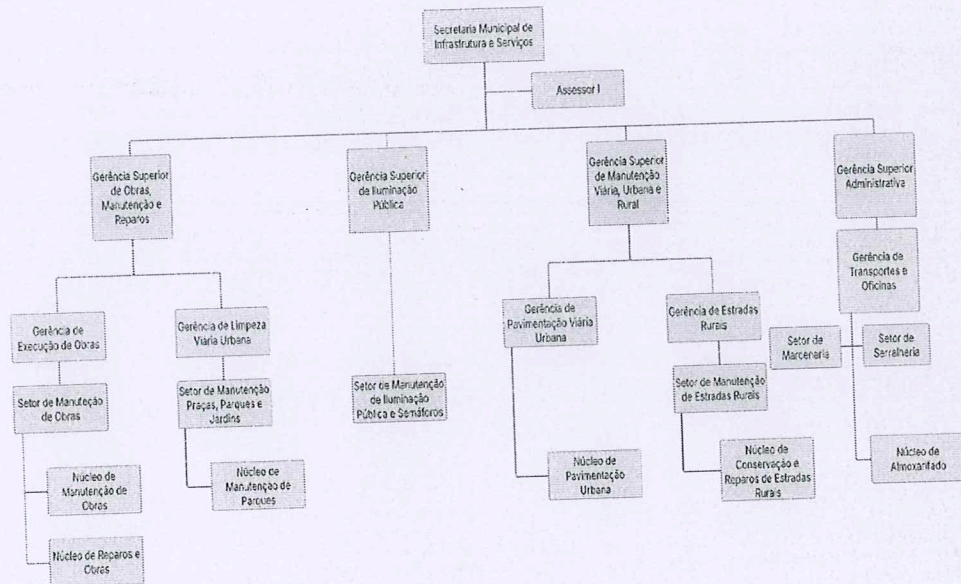 Secretaria Municipal de
Infrastrutura e Serviços
Assessor I
Gerência Superior
de Obras,
Manutenção e
Reparos
Gerência Superior
de Iluminação
Pública
Gerência Superior
de Manutenção
Viária, Urbana e
Rural
Gerência Superior
Administrativa
Gerência de
Transportes e
Oficinas
Gerência de
Execução de Obras
Gerência de Limpeza
Viária Urbana
Gerência de
Pavimentação Viária
Urbana
Gerência de Estradas
Rurais
Setor de
Marcenaria
Setor de
Serralheria
Setor de Manuteção
de Obras
Setor de Manutenção
Praças, Parques e
Jardins
Setor de Manutenção
de Iluminação
Pública e Semáforos
Setor de Manutenção
de Estradas Rurais
Núcleo de
Manutenção de
Obras
Núcleo de
Manutenção de
Parques
Núcleo de
Pavimentação
Urbana
Núcleo de
Conservação e
Reparos de Estradas
Rurais
Núcleo de
Almoxarifado
Núcleo de Reparos e
Obras